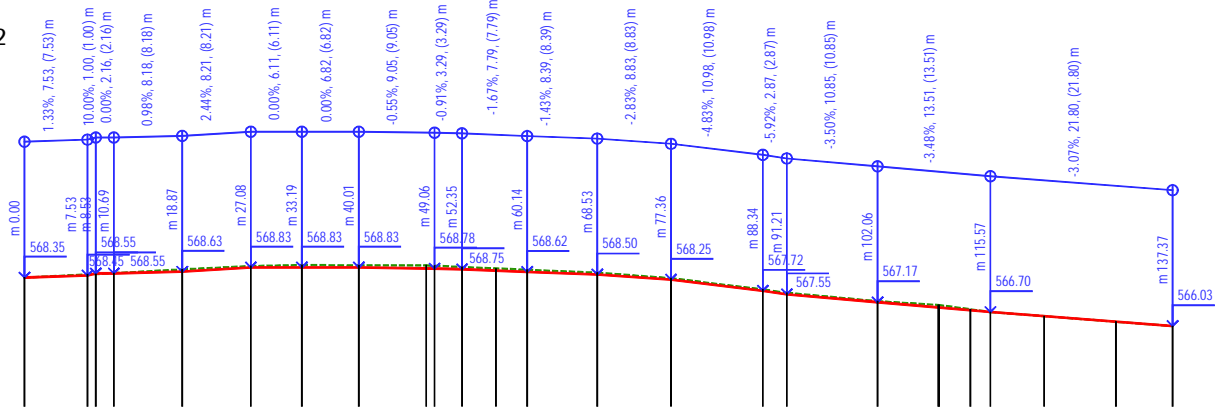 2
1.33%, 7.53, (7.53) m
10.00%, 1.00, (1.00) m
0.00%, 2.16, (2.16) m
0.98%, 8.18, (8.18) m
2.44%, 8.21, (8.21) m
0.00%, 6.11, (6.11) m
0.00%, 6.82, (6.82) m
-0.55%, 9.05, (9.05) m
-0.91%, 3.29, (3.29) m
-1.67%, 7.79, (7.79) m
-1.43%, 8.39, (8.39) m
-2.83%, 8.83, (8.83) m
-4.83%, 10.98, (10.98) m
-5.92%, 2.87, (2.87) m
-3.50%, 10.85, (10.85) m
-3.48%, 13.51, (13.51) m
-3.07%, 21.80, (21.80) m
m 0.00
m 7.53
m 8.53
m 10.69
m 18.87
m 27.08
m 33.19
m 40.01
m 49.06
m 52.35
m 60.14
m 68.53
m 77.36
m 88.34
m 91.21
m 102.06
m 115.57
m 137.37
568.35
568.45
568.55
568.55
568.63
568.83
568.83
568.83
568.78
568.75
568.62
568.50
568.25
567.72
567.55
567.17
566.70
566.03